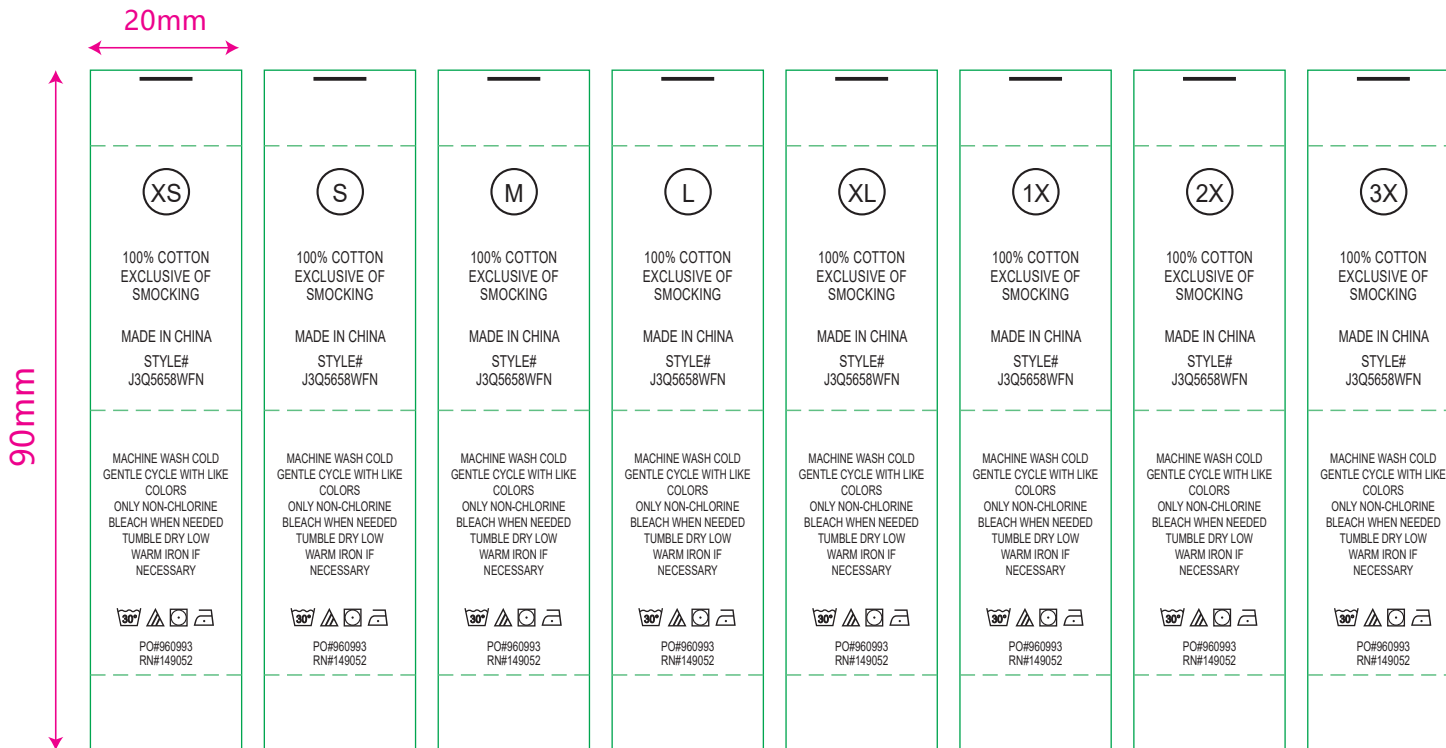 20mm
90mm
XS
100% COTTON
EXCLUSIVE OF
SMOCKING
MADE IN CHINA
STYLE#
J3Q5658WFN
MACHINE WASH COLD
GENTLE CYCLE WITH LIKE
COLORS
ONLY NON-CHLORINE
BLEACH WHEN NEEDED
TUMBLE DRY LOW
WARM IRON IF
NECESSARY
30°
PO#960993
RN#149052
S
100% COTTON
EXCLUSIVE OF
SMOCKING
MADE IN CHINA
STYLE#
J3Q5658WFN
MACHINE WASH COLD
GENTLE CYCLE WITH LIKE
COLORS
ONLY NON-CHLORINE
BLEACH WHEN NEEDED
TUMBLE DRY LOW
WARM IRON IF
NECESSARY
30°
PO#960993
RN#149052
M
100% COTTON
EXCLUSIVE OF
SMOCKING
MADE IN CHINA
STYLE#
J3Q5658WFN
MACHINE WASH COLD
GENTLE CYCLE WITH LIKE
COLORS
ONLY NON-CHLORINE
BLEACH WHEN NEEDED
TUMBLE DRY LOW
WARM IRON IF
NECESSARY
30°
PO#960993
RN#149052
L
100% COTTON
EXCLUSIVE OF
SMOCKING
MADE IN CHINA
STYLE#
J3Q5658WFN
MACHINE WASH COLD
GENTLE CYCLE WITH LIKE
COLORS
ONLY NON-CHLORINE
BLEACH WHEN NEEDED
TUMBLE DRY LOW
WARM IRON IF
NECESSARY
30°
PO#960993
RN#149052
XL
100% COTTON
EXCLUSIVE OF
SMOCKING
MADE IN CHINA
STYLE#
J3Q5658WFN
MACHINE WASH COLD
GENTLE CYCLE WITH LIKE
COLORS
ONLY NON-CHLORINE
BLEACH WHEN NEEDED
TUMBLE DRY LOW
WARM IRON IF
NECESSARY
30°
PO#960993
RN#149052
1X
100% COTTON
EXCLUSIVE OF
SMOCKING
MADE IN CHINA
STYLE#
J3Q5658WFN
MACHINE WASH COLD
GENTLE CYCLE WITH LIKE
COLORS
ONLY NON-CHLORINE
BLEACH WHEN NEEDED
TUMBLE DRY LOW
WARM IRON IF
NECESSARY
30°
PO#960993
RN#149052
2X
100% COTTON
EXCLUSIVE OF
SMOCKING
MADE IN CHINA
STYLE#
J3Q5658WFN
MACHINE WASH COLD
GENTLE CYCLE WITH LIKE
COLORS
ONLY NON-CHLORINE
BLEACH WHEN NEEDED
TUMBLE DRY LOW
WARM IRON IF
NECESSARY
30°
PO#960993
RN#149052
3X
100% COTTON
EXCLUSIVE OF
SMOCKING
MADE IN CHINA
STYLE#
J3Q5658WFN
MACHINE WASH COLD
GENTLE CYCLE WITH LIKE
COLORS
ONLY NON-CHLORINE
BLEACH WHEN NEEDED
TUMBLE DRY LOW
WARM IRON IF
NECESSARY
30°
PO#960993
RN#149052